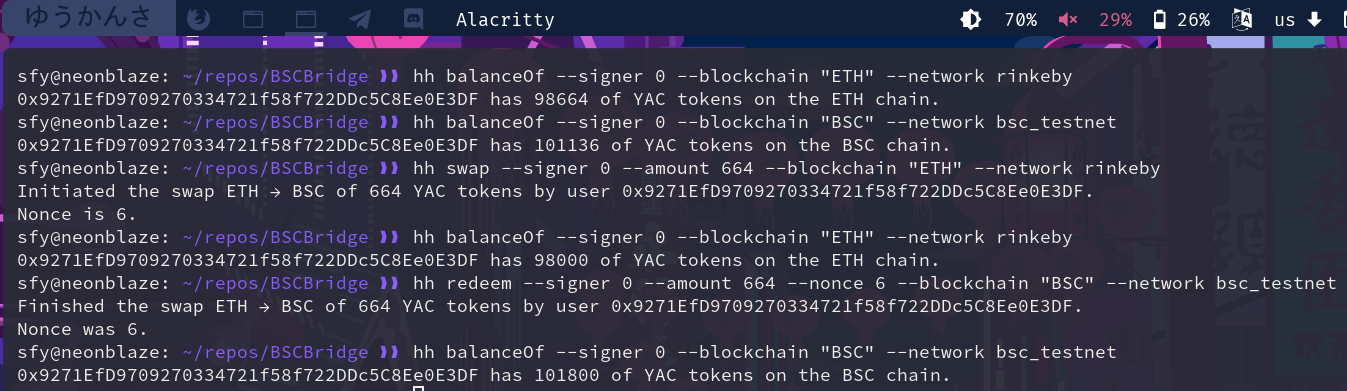 ゆうかんさ Alacritty 70% 29% 26% us
sfy@neonblaze: ~/repos/BSCBridge ❱❱ hh balanceOf --signer 0 --blockchain "ETH" --network rinkeby
0x9271EfD9709270334721f58f722DDc5C8Ee0E3DF has 98664 of YAC tokens on the ETH chain.
sfy@neonblaze: ~/repos/BSCBridge ❱❱ hh balanceOf --signer 0 --blockchain "BSC" --network bsc_testnet
0x9271EfD9709270334721f58f722DDc5C8Ee0E3DF has 101136 of YAC tokens on the BSC chain.
sfy@neonblaze: ~/repos/BSCBridge ❱❱ hh swap --signer 0 --amount 664 --blockchain "ETH" --network rinkeby
Initiated the swap ETH → BSC of 664 YAC tokens by user 0x9271EfD9709270334721f58f722DDc5C8Ee0E3DF.
Nonce is 6.
sfy@neonblaze: ~/repos/BSCBridge ❱❱ hh balanceOf --signer 0 --blockchain "ETH" --network rinkeby
0x9271EfD9709270334721f58f722DDc5C8Ee0E3DF has 98000 of YAC tokens on the ETH chain.
sfy@neonblaze: ~/repos/BSCBridge ❱❱ hh redeem --signer 0 --amount 664 --nonce 6 --blockchain "BSC" --network bsc_testnet
Finished the swap ETH → BSC of 664 YAC tokens by user 0x9271EfD9709270334721f58f722DDc5C8Ee0E3DF.
Nonce was 6.
sfy@neonblaze: ~/repos/BSCBridge ❱❱ hh balanceOf --signer 0 --blockchain "BSC" --network bsc_testnet
0x9271EfD9709270334721f58f722DDc5C8Ee0E3DF has 101800 of YAC tokens on the BSC chain.